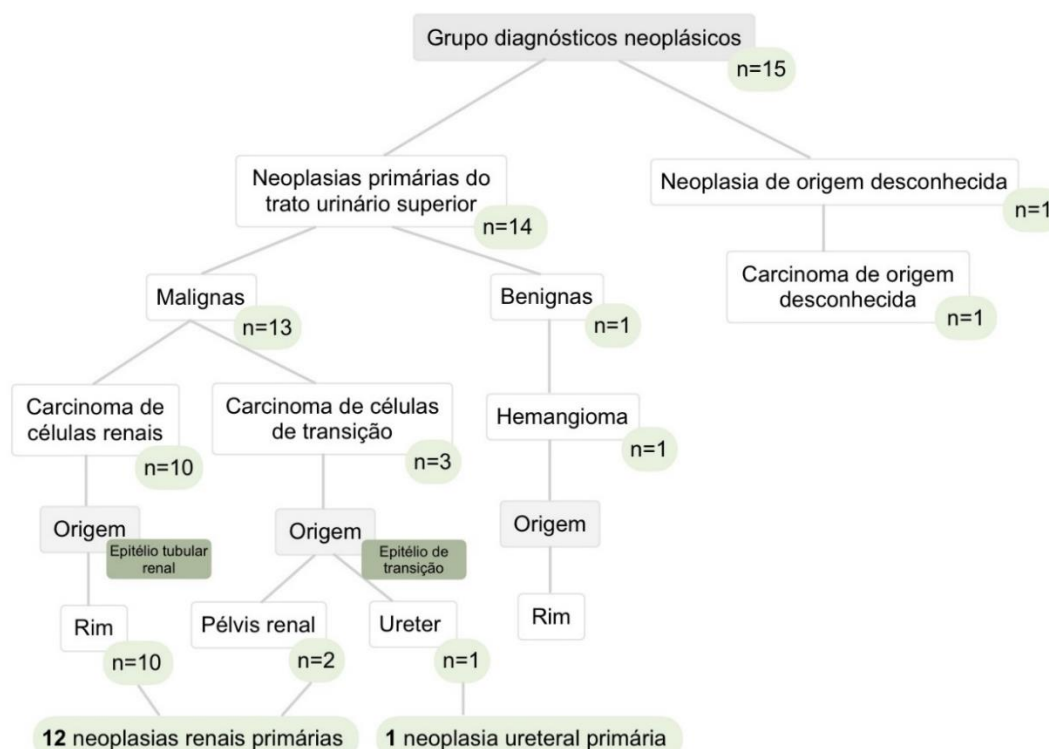 Grupo diagnósticos neoplásicos
n=15
Neoplasias primárias do
trato urinário superior
n=14
Neoplasia de origem desconhecida
n=1
Carcinoma de origem
desconhecida
n=1
Malignas
n=13
Benignas
n=1
Carcinoma de
células renais
n=10
Carcinoma de células
de transição
n=3
Hemangioma
n=1
Origem
Epitélio tubular
renal
Origem
Epitélio de
transição
Origem
Rim
n=10
Pélvis renal
n=2
Ureter
n=1
Rim
12 neoplasias renais primárias
1 neoplasia ureteral primária